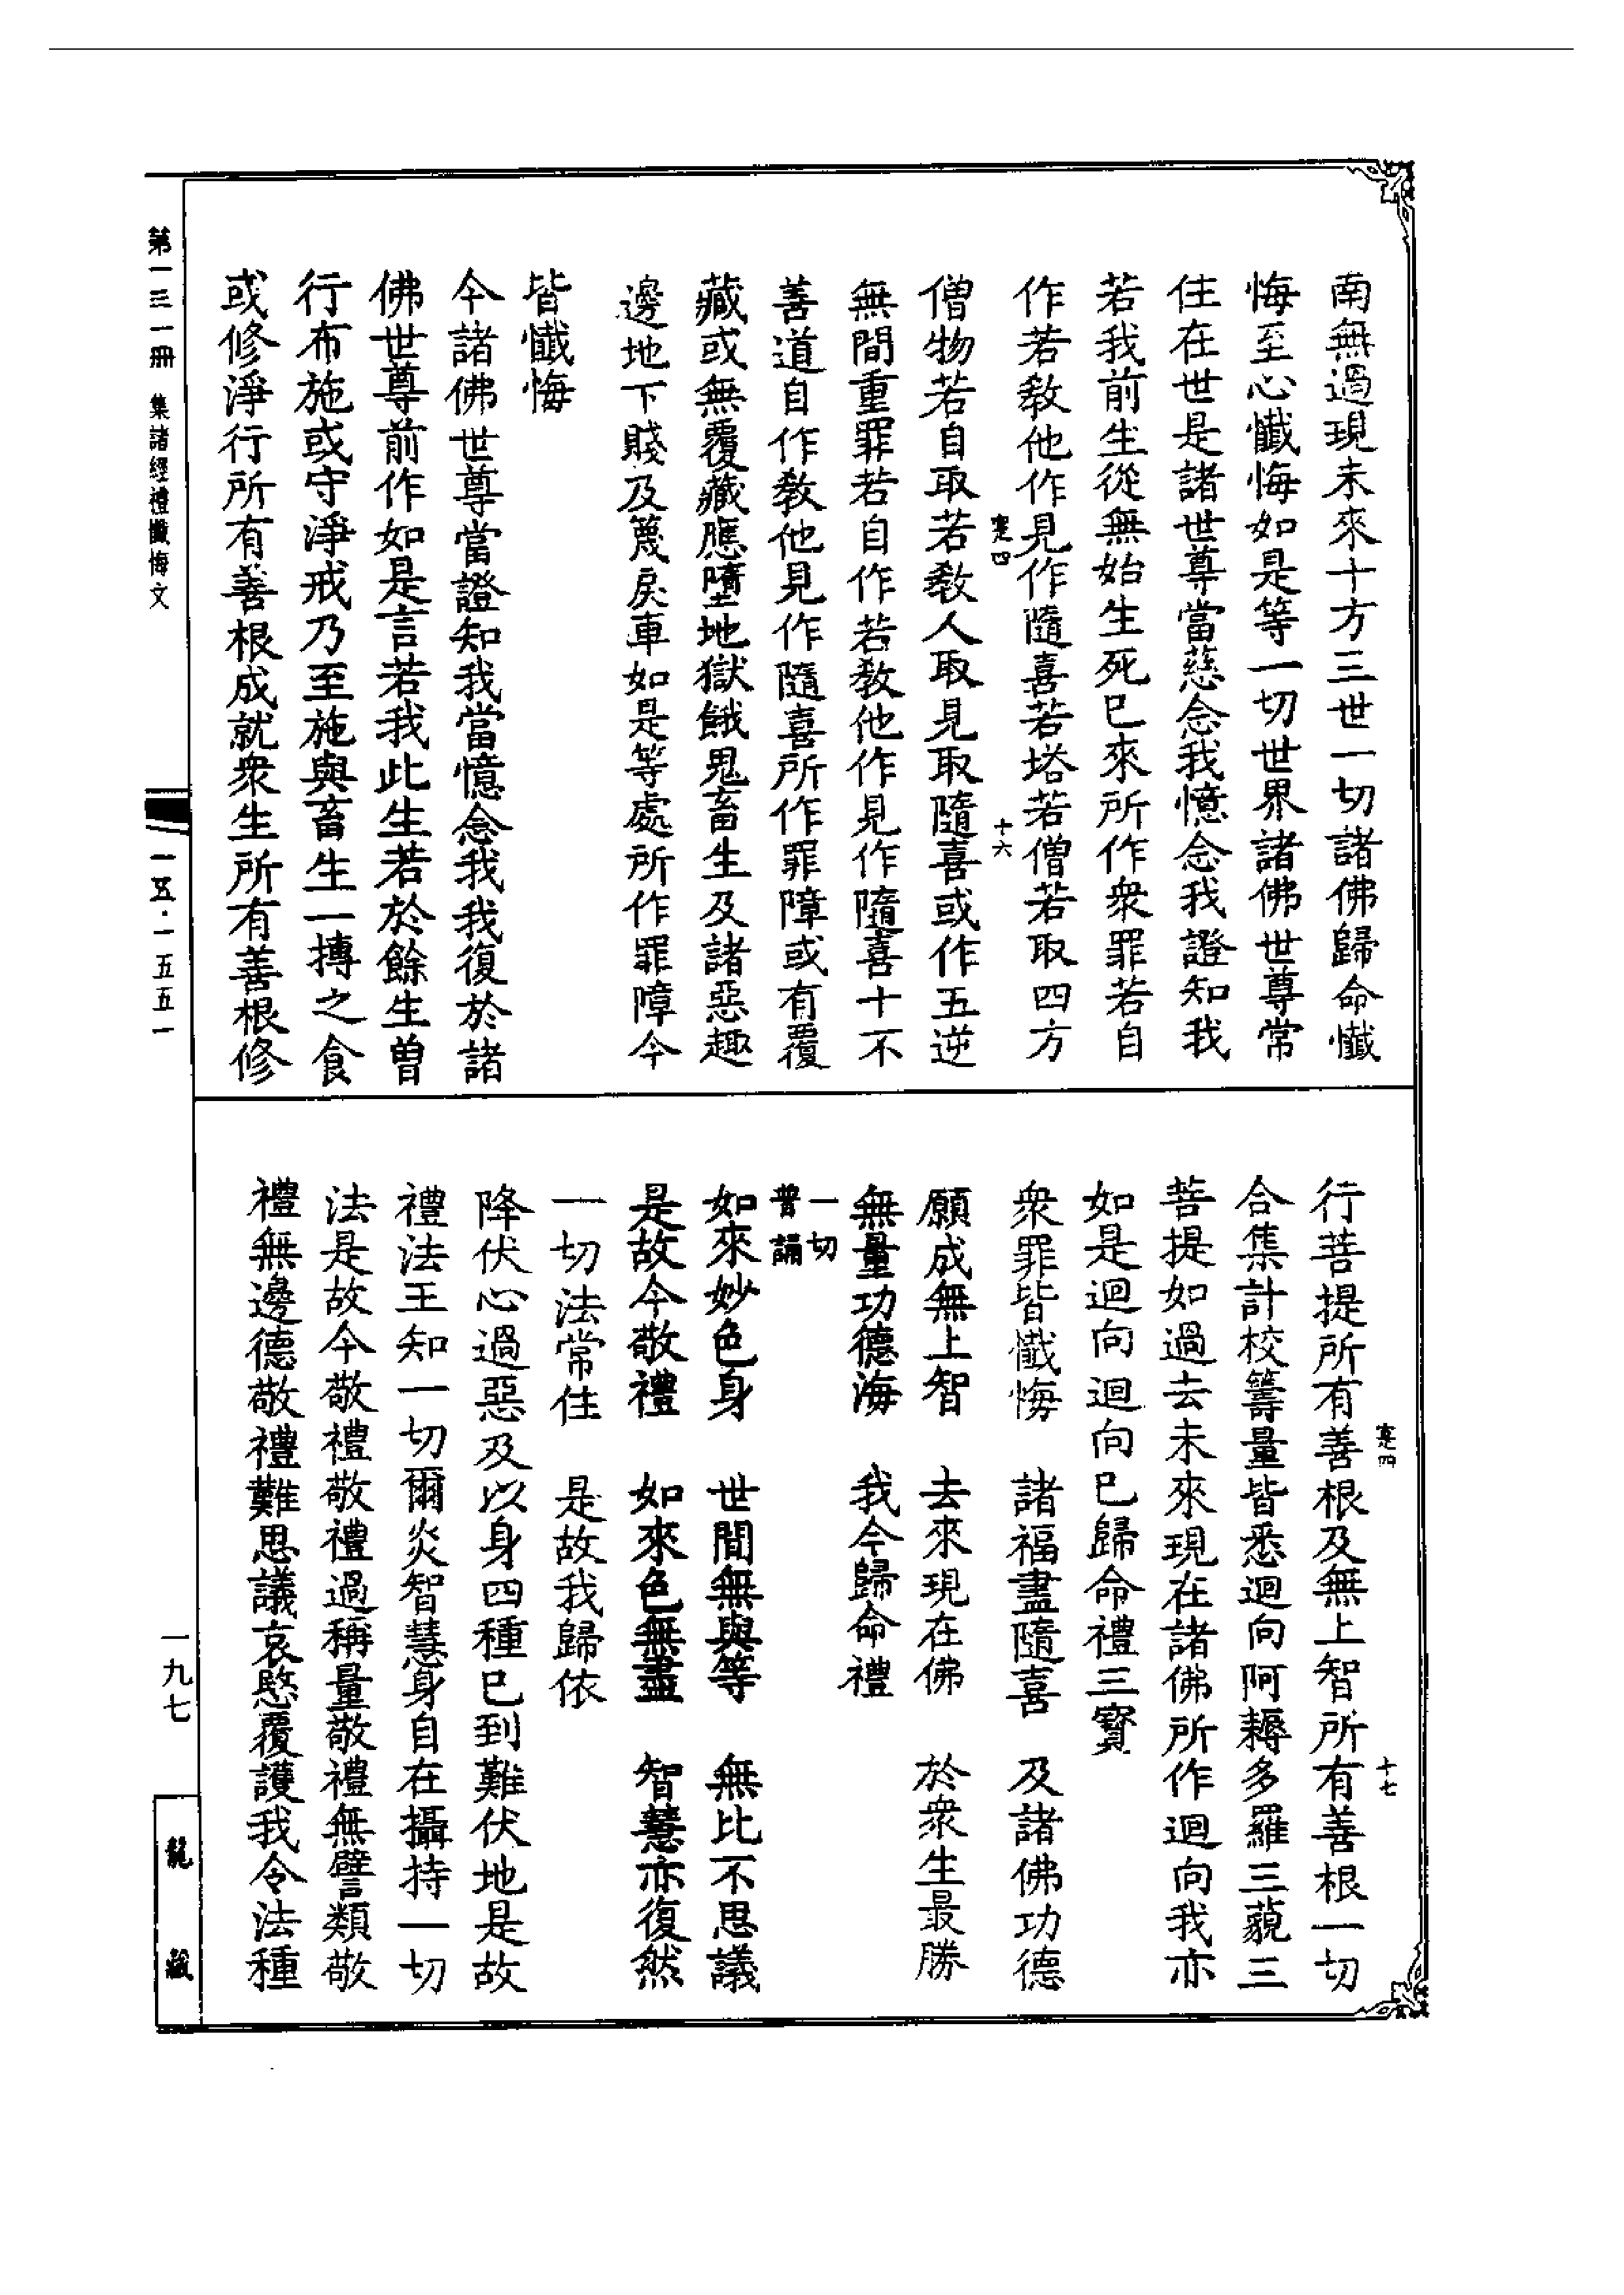 南無過現未來十方三世一切諸佛歸命懺
悔至心懺悔如是等一切世界諸佛世尊常
住在世是諸世尊當慈念我憶念我證知我
若我前生從無始生死已來所作衆罪若自
作若教他作見作隨喜若塔若僧若取四方
寔四
十六
僧物若自取若教人取見取隨喜或作五逆
無間重罪若自作若教他作見作隨喜十不
善道自作教他見作隨喜所作罪障或有覆
藏或無覆藏應墮地獄餓鬼畜生及諸惡趣
邊地下賤及篾戾車如是等處所作罪障今
皆懺悔
今諸佛世尊當證知我當憶念我我復於諸
佛世尊前作如是言若我此生若於餘生曾
行布施或守淨戒乃至施與畜生一摶之食
或修淨行所有善根成就衆生所有善根修
寔四
十七
行菩提所有善根及無上智所有善根一切
合集計校籌量皆悉迴向阿耨多羅三藐三
菩提如過去未來現在諸佛所作迴向我亦
如是迴向迴向已歸命禮三寶
衆罪皆懺悔　諸福盡隨喜　及諸佛功德
願成無上智　去來現在佛　於衆生最勝
無量功德海　我今歸命禮
一切
普誦
如來妙色身　世間無與等　無比不思議
是故今敬禮　如來色無盡　智慧亦復然
一切法常住　是故我歸依
降伏心過惡及以身四種已到難伏地是故
禮法王知一切爾炎智慧身自在攝持一切
法是故今敬禮敬禮過稱量敬禮無譬類敬
禮無邊德敬禮難思議哀愍覆護我令法種
第一三一冊　集諸經禮懺悔文
一五·一五五一
一九七
龍藏